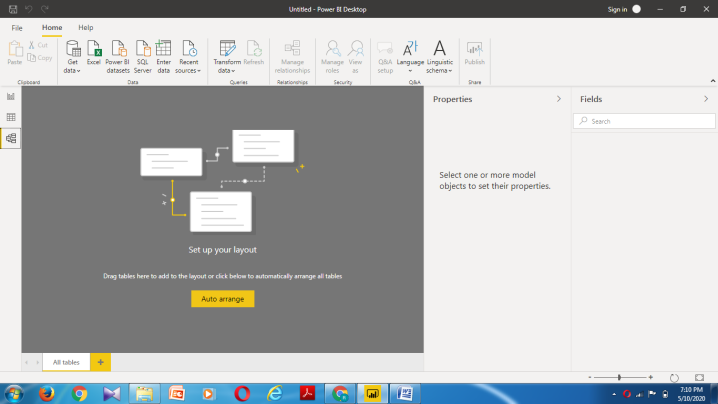 Untitled - Power BI Desktop
Sign in
File
Home
Help
Paste
Cut
Copy
Clipboard
Get data
Excel
Power BI datasets
SQL Server
Enter data
Recent sources
Data
Transform data
Refresh
Queries
Manage relationships
Relationships
Manage roles
View as
Security
Q&A setup
Language
Linguistic schema
Q&A
Publish
Share
Set up your layout
Drag tables here to add to the layout or click below to automatically arrange all tables
Auto arrange
Properties
Select one or more model
objects to set their properties.
Fields
Search
All tables
7:10 PM
5/10/2020